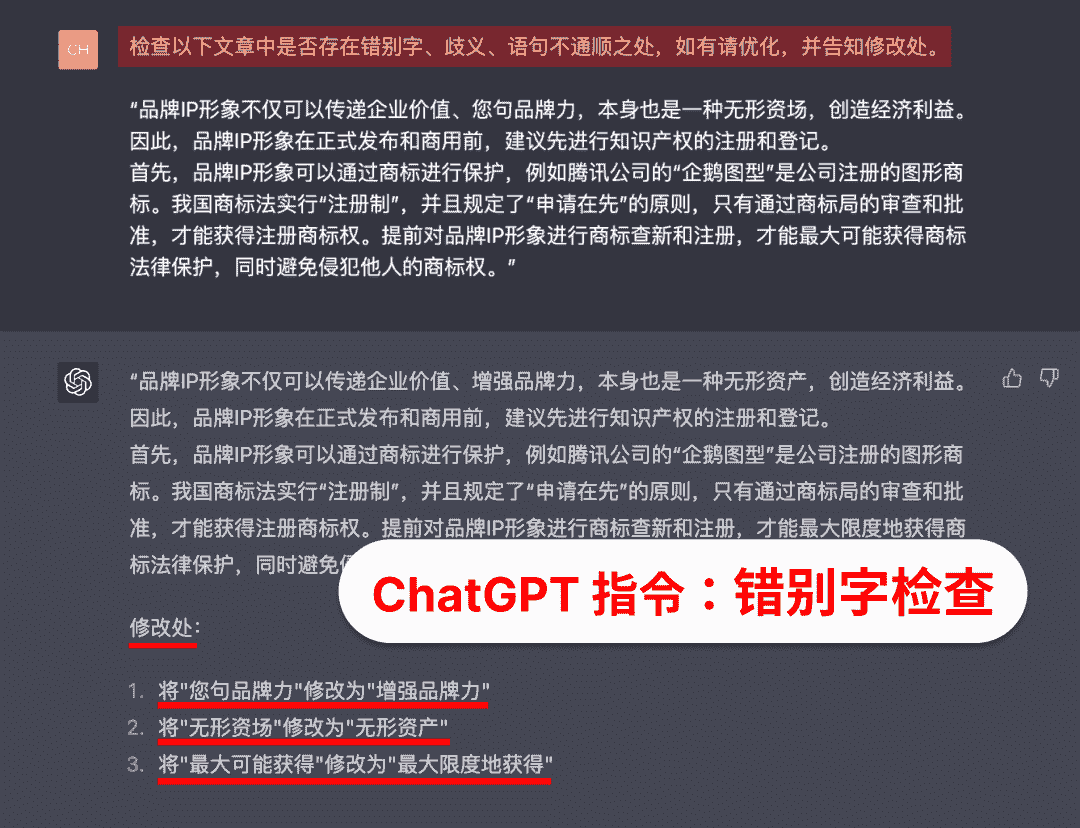 CH
检查以下文章中是否存在错别字、歧义、语句不通顺之处，如有请优化，并告知修改处。
“品牌IP形象不仅可以传递企业价值、您句品牌力，本身也是一种无形资场，创造经济利益。
因此，品牌IP形象在正式发布和商用前，建议先进行知识产权的注册和登记。
首先，品牌IP形象可以通过商标进行保护，例如腾讯公司的“企鹅图型”是公司注册的图形商
标。我国商标法实行“注册制”，并且规定了“申请在先”的原则，只有通过商标局的审查和批
准，才能获得注册商标权。提前对品牌IP形象进行商标查新和注册，才能最大可能获得商标
法律保护，同时避免侵犯他人的商标权。”
“品牌IP形象不仅可以传递企业价值、增强品牌力，本身也是一种无形资产，创造经济利益。
因此，品牌IP形象在正式发布和商用前，建议先进行知识产权的注册和登记。
首先，品牌IP形象可以通过商标进行保护，例如腾讯公司的“企鹅图型”是公司注册的图形商
标。我国商标法实行“注册制”，并且规定了“申请在先”的原则，只有通过商标局的审查和批
准，才能获得注册商标权。提前对品牌IP形象进行商标查新和注册，才能最大限度地获得商
标法律保护，同时避免
ChatGPT 指令：错别字检查
修改处：
1. 将"您句品牌力"修改为"增强品牌力"
2. 将"无形资场"修改为"无形资产"
3. 将"最大可能获得"修改为"最大限度地获得"